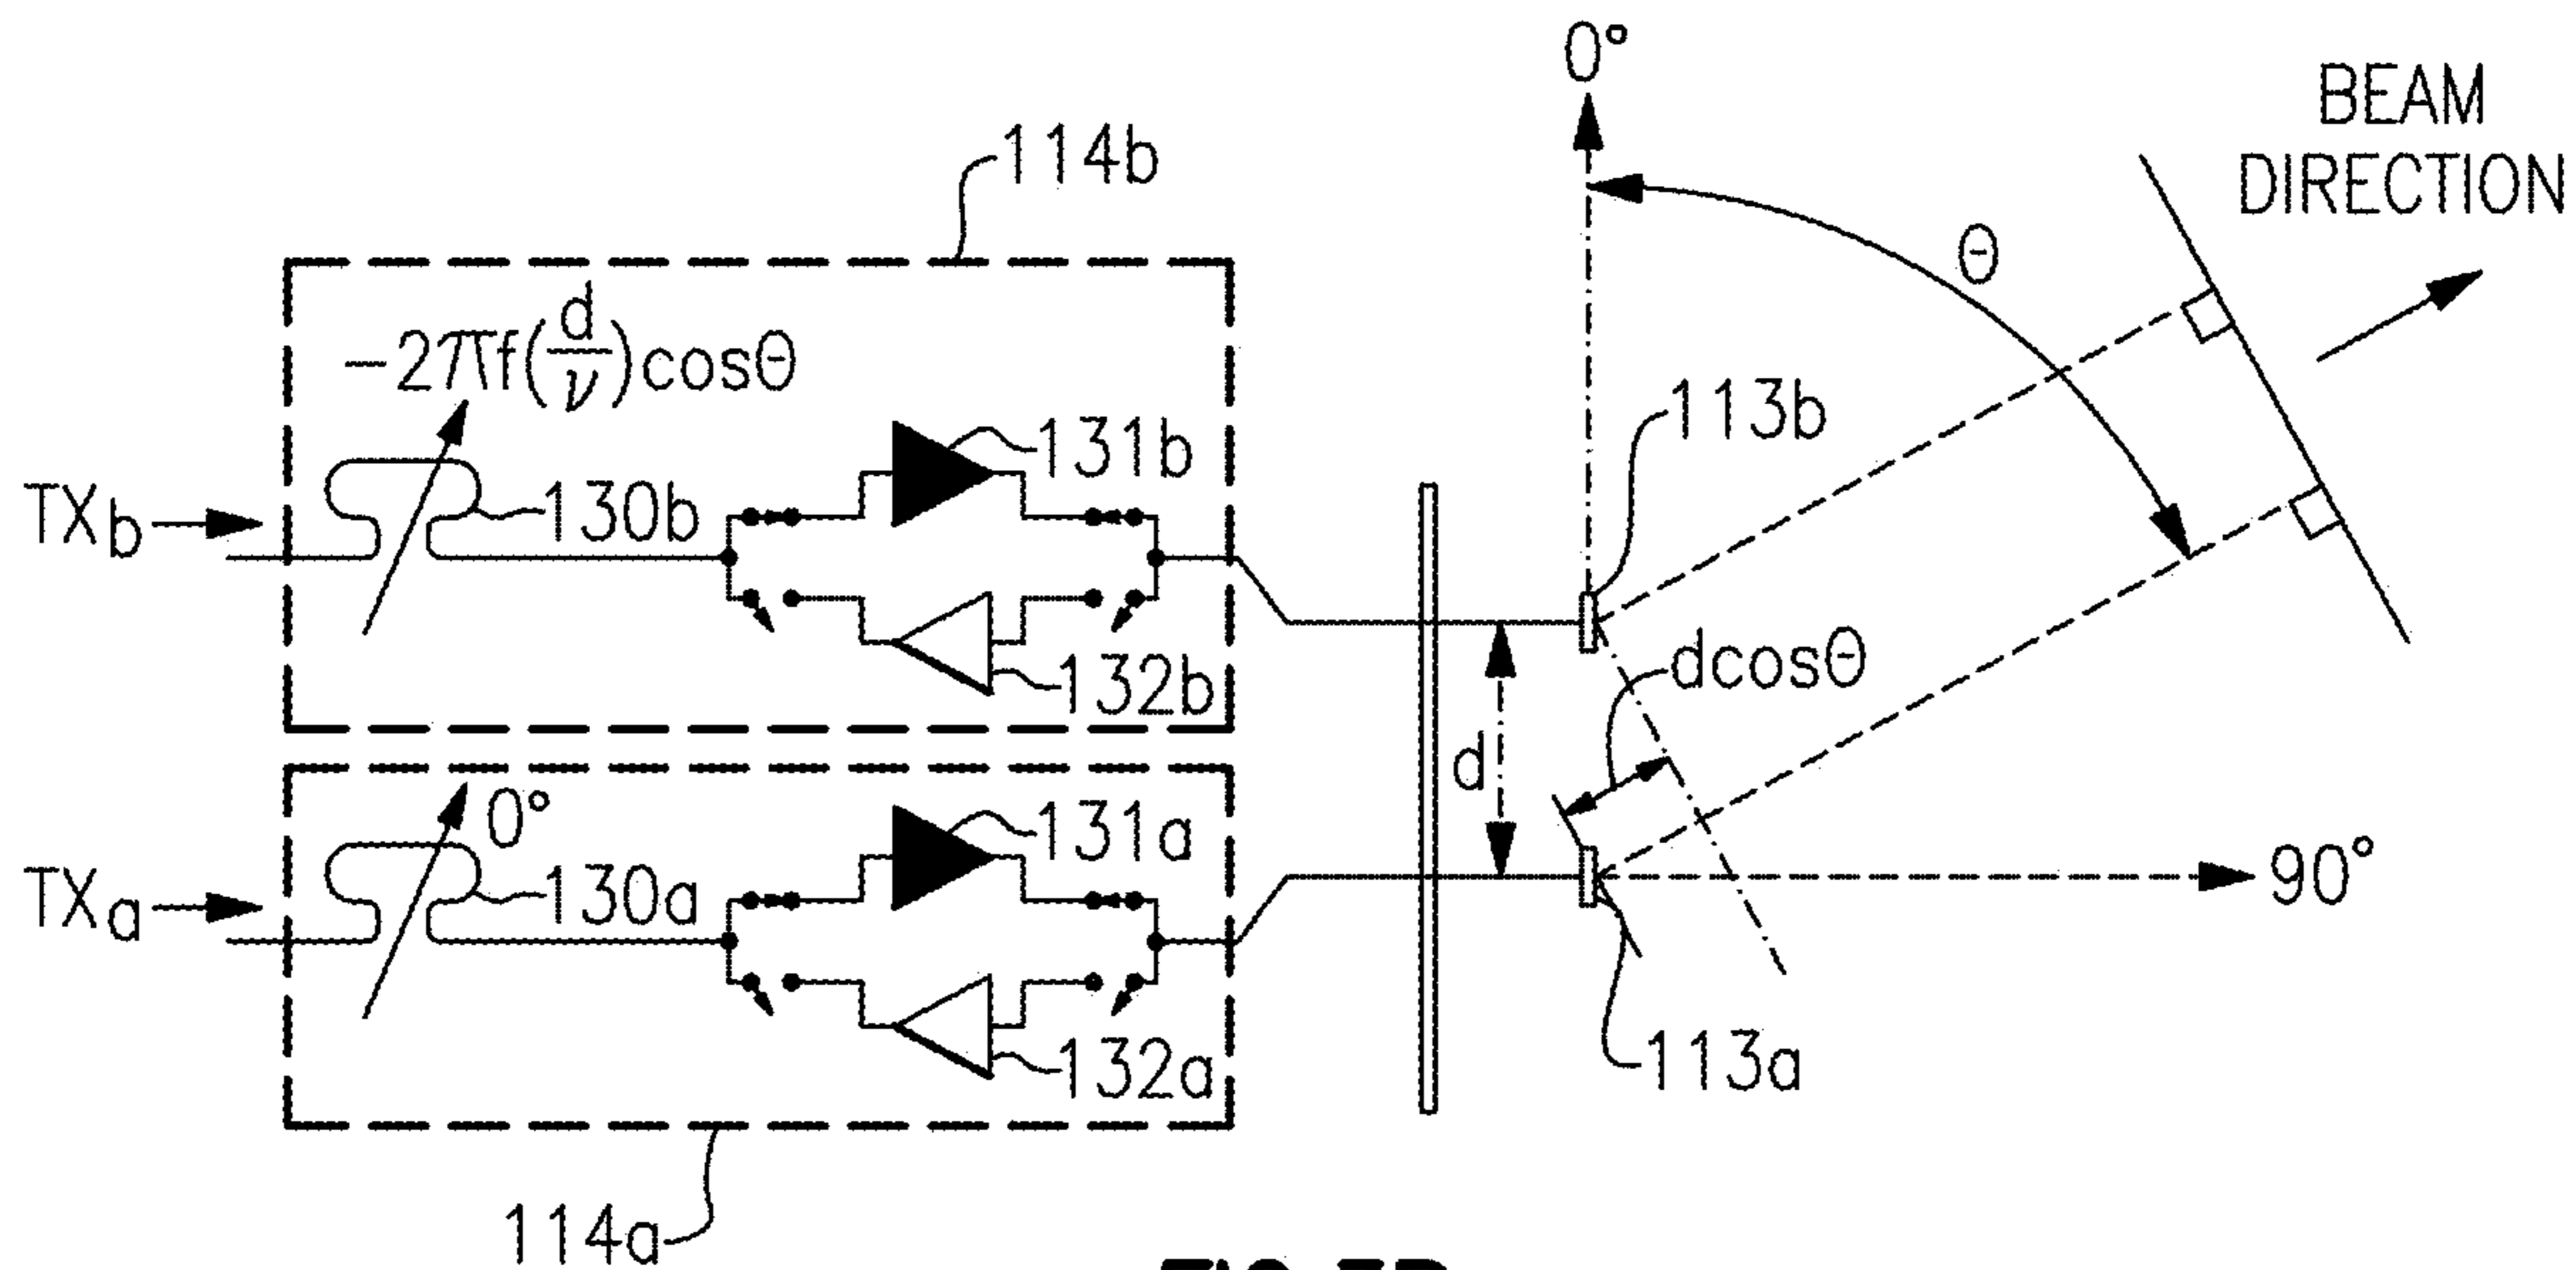 0°
BEAM
DIRECTION
114b
θ
-2πf(d/ν)cosθ
113b
131b
TXb
130b
dcosθ
132b
d
0°
131a
TXa
130a
90°
132a
113a
114a